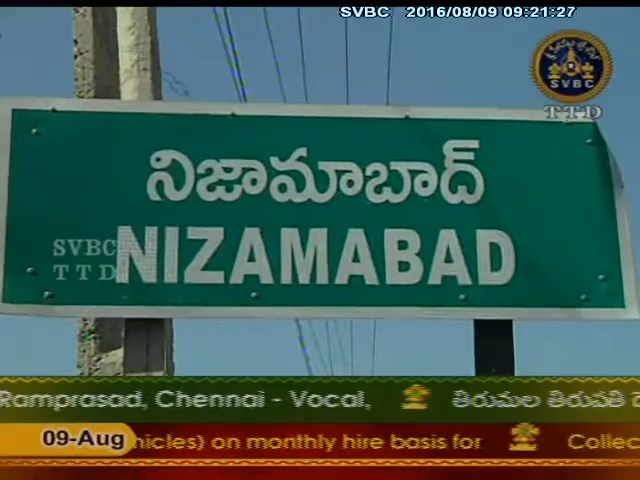 SVBC 2016/08/09 09:21:27
SVBC
TTD
నిజామాబాద్
NIZAMABAD
SVBC
TTD
Ramprasad, Chennai - Vocal, తిరుమల తిరుపతి
09-Aug hicles) on monthly hire basis for Collec